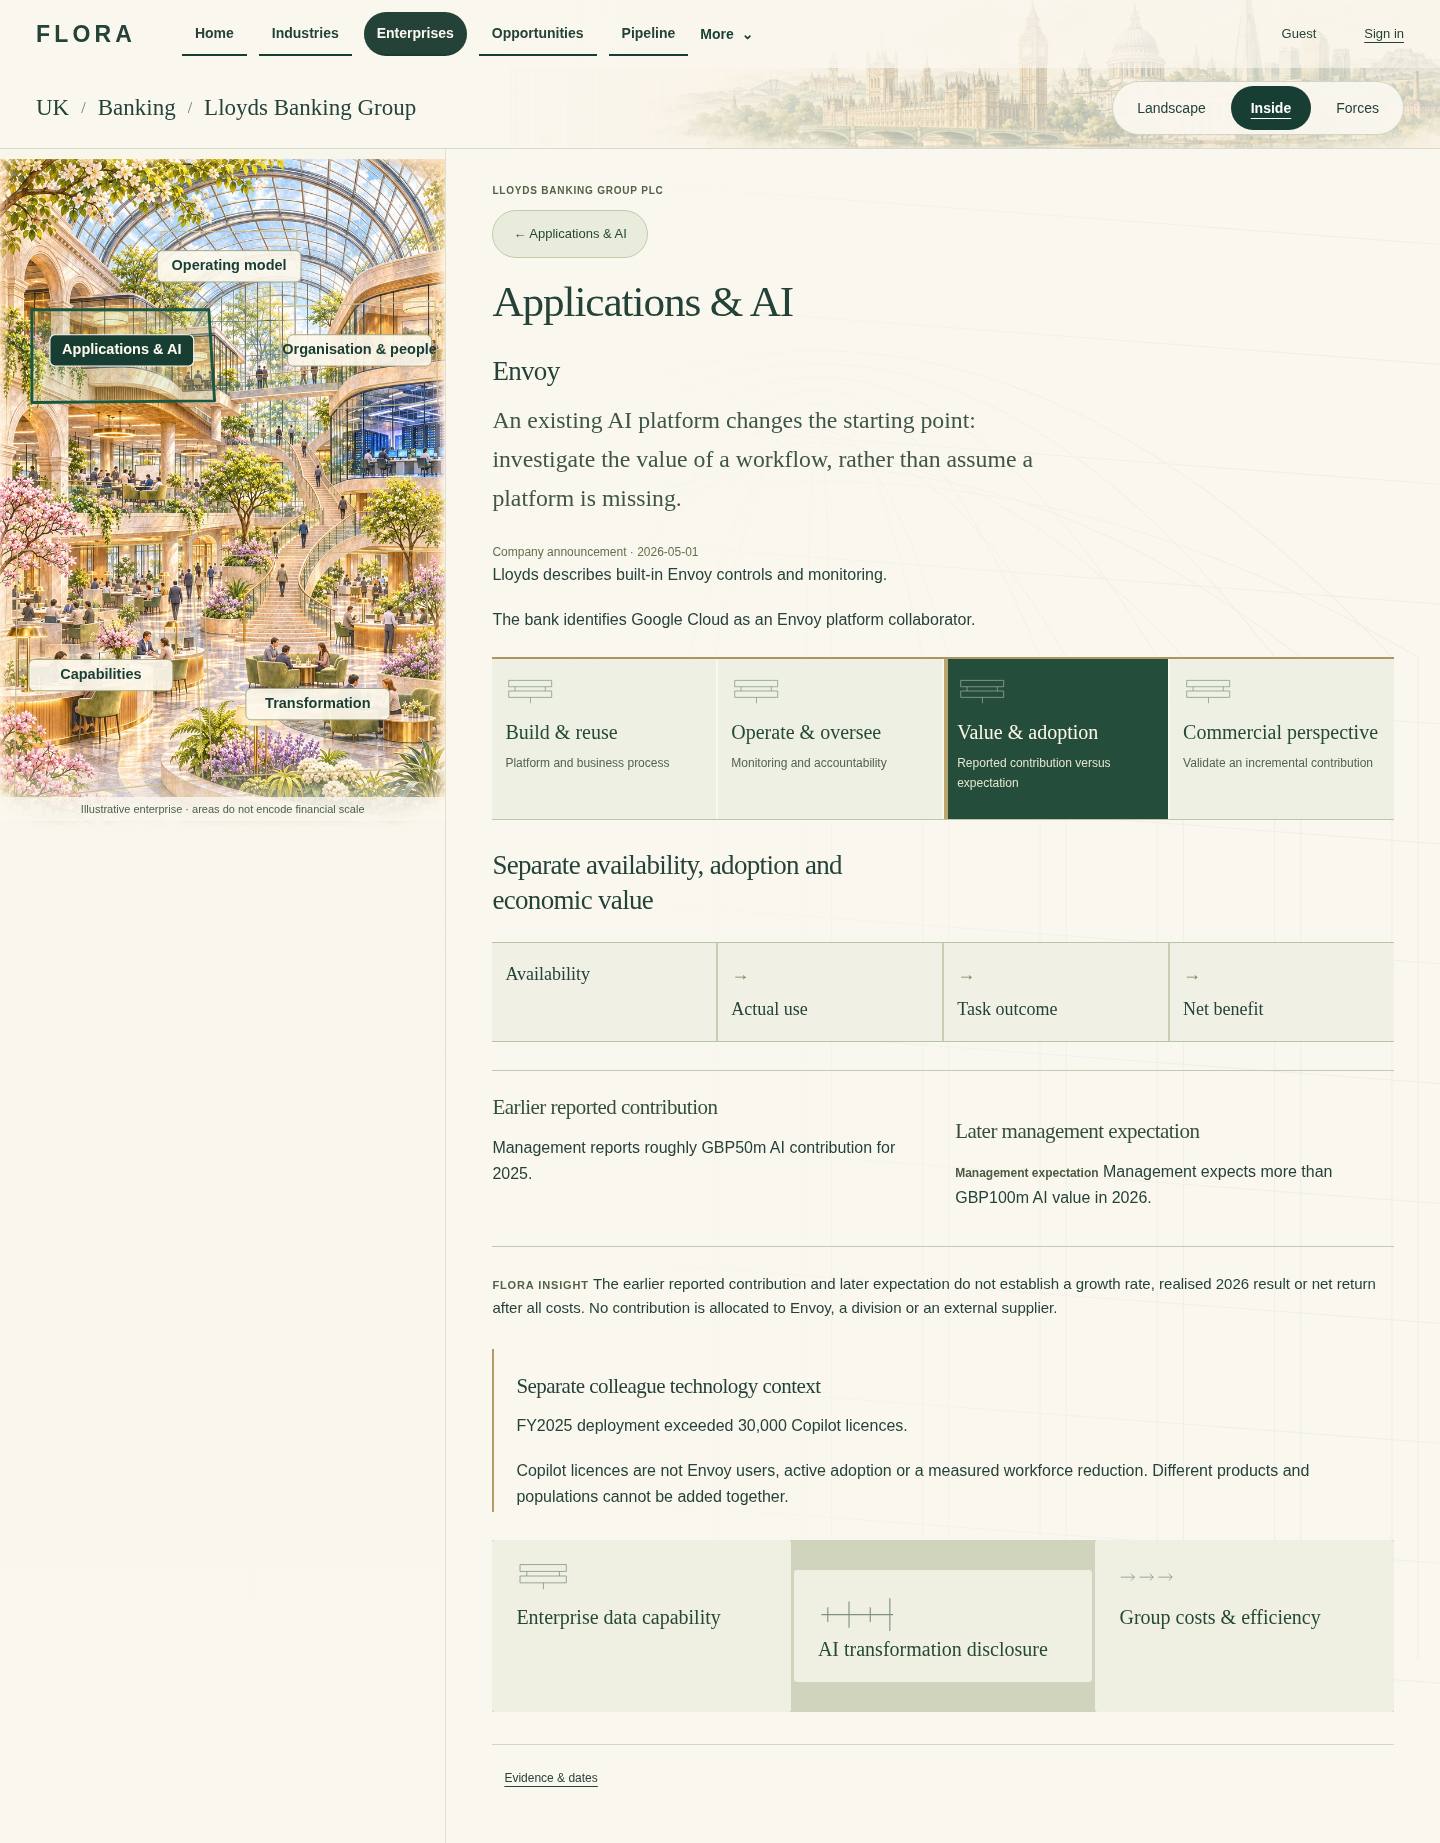 FLORA
Home
Industries
Enterprises
Opportunities
Pipeline
More
Guest
Sign in
UK / Banking / Lloyds Banking Group
Landscape
Inside
Forces
Operating model
Applications & AI
Organisation & people
Capabilities
Transformation
Illustrative enterprise · areas do not encode financial scale
LLOYDS BANKING GROUP PLC
← Applications & AI
Applications & AI
Envoy
An existing AI platform changes the starting point:
investigate the value of a workflow, rather than assume a
platform is missing.
Company announcement · 2026-05-01
Lloyds describes built-in Envoy controls and monitoring.
The bank identifies Google Cloud as an Envoy platform collaborator.
Build & reuse
Platform and business process
Operate & oversee
Monitoring and accountability
Value & adoption
Reported contribution versus
expectation
Commercial perspective
Validate an incremental contribution
Separate availability, adoption and
economic value
Availability
→
Actual use
→
Task outcome
→
Net benefit
Earlier reported contribution
Management reports roughly GBP50m AI contribution for
2025.
Later management expectation
Management expectation Management expects more than
GBP100m AI value in 2026.
FLORA INSIGHT The earlier reported contribution and later expectation do not establish a growth rate, realised 2026 result or net return
after all costs. No contribution is allocated to Envoy, a division or an external supplier.
Separate colleague technology context
FY2025 deployment exceeded 30,000 Copilot licences.
Copilot licences are not Envoy users, active adoption or a measured workforce reduction. Different products and
populations cannot be added together.
Enterprise data capability
AI transformation disclosure
Group costs & efficiency
Evidence & dates